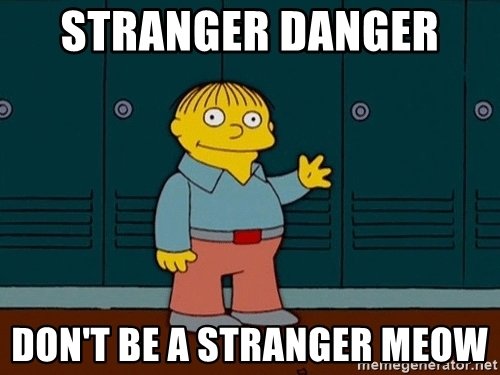 STRANGER DANGER
DON'T BE A STRANGER MEOW
memegenerator.net